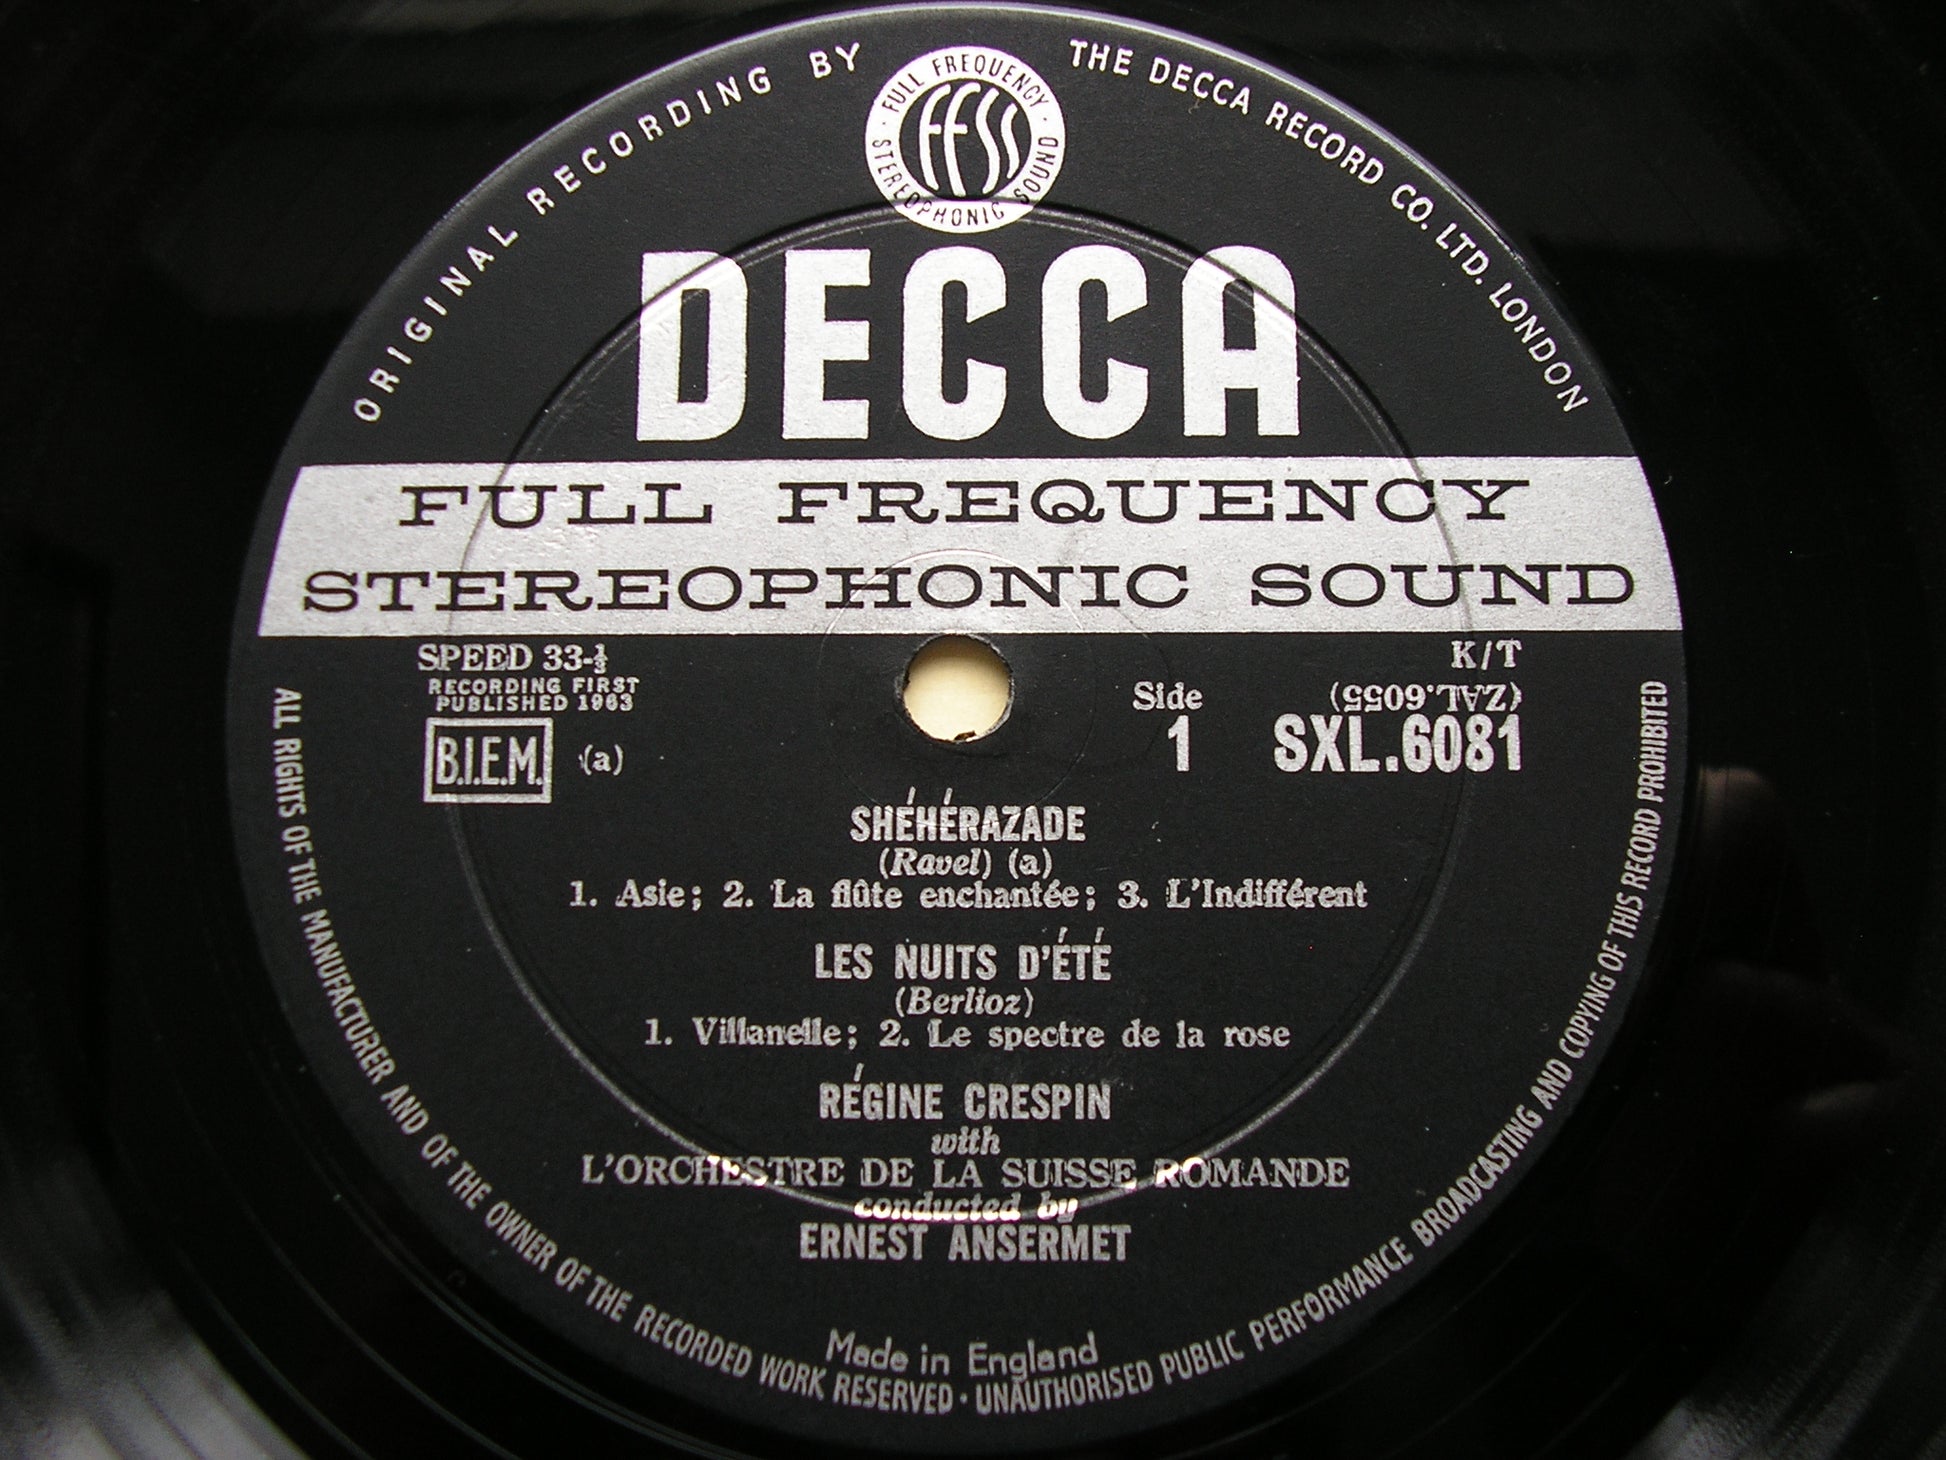 ORIGINAL RECORDING BY THE DECCA RECORD CO. LTD. LONDON
FULL FREQUENCY
FFSS
STEREOPHONIC SOUND
DECCA
FULL FREQUENCY
STEREOPHONIC SOUND
SPEED 33-⅓
RECORDING FIRST
PUBLISHED 1963
B.I.E.M. (a)
Side
1
K/T
(ZAL.6055)
SXL.6081
SHÉHÉRAZADE
(Ravel) (a)
1. Asie; 2. La flûte enchantée; 3. L'Indifférent
LES NUITS D'ÉTÉ
(Berlioz)
1. Villanelle; 2. Le spectre de la rose
RÉGINE CRESPIN
with
L'ORCHESTRE DE LA SUISSE ROMANDE
conducted by
ERNEST ANSERMET
Made in England
ALL RIGHTS OF THE MANUFACTURER AND OF THE OWNER OF THE RECORDED WORK RESERVED · UNAUTHORISED PUBLIC PERFORMANCE BROADCASTING AND COPYING OF THIS RECORD PROHIBITED